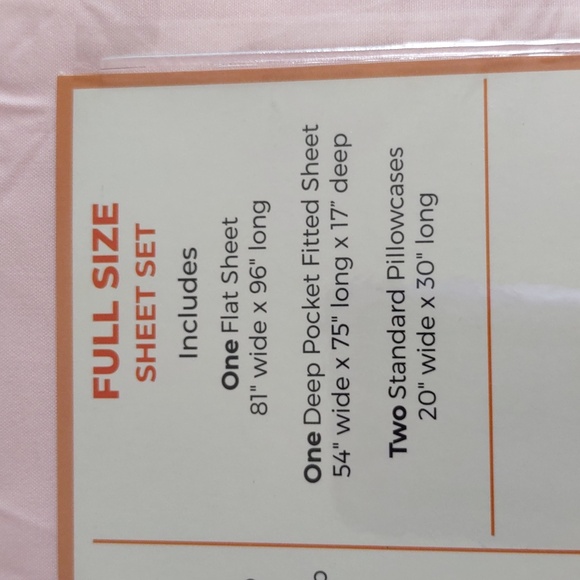 FULL SIZE
SHEET SET
Includes
One Flat Sheet
81" wide x 96" long
One Deep Pocket Fitted Sheet
54" wide x 75" long x 17" deep
Two Standard Pillowcases
20" wide x 30" long